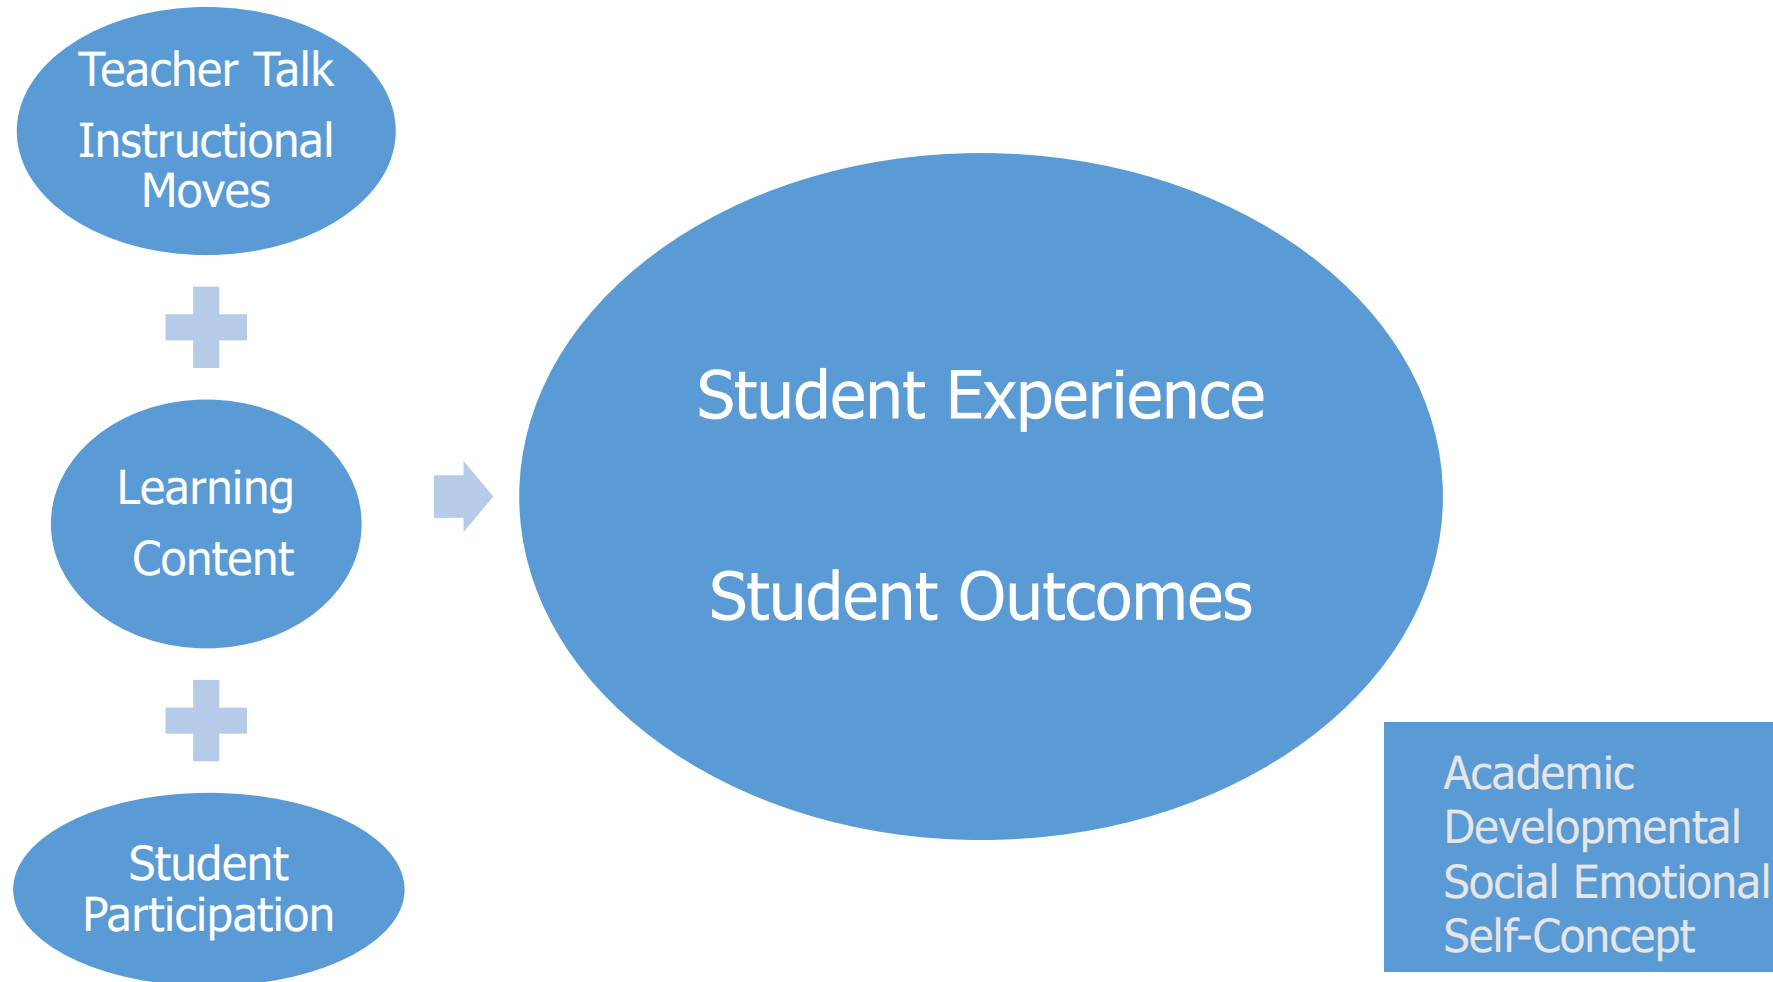 Teacher Talk
Instructional
Moves
Learning
Content
Student
Participation
Student Experience
Student Outcomes
Academic
Developmental
Social Emotional
Self-Concept